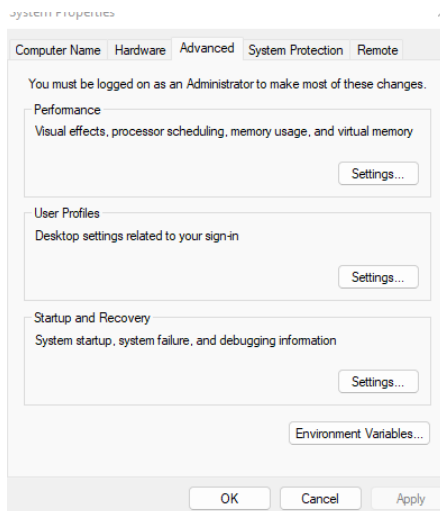 System Properties
Computer Name Hardware Advanced System Protection Remote
You must be logged on as an Administrator to make most of these changes.
Performance
Visual effects, processor scheduling, memory usage, and virtual memory
Settings...
User Profiles
Desktop settings related to your sign-in
Settings...
Startup and Recovery
System startup, system failure, and debugging information
Settings...
Environment Variables...
OK Cancel Apply